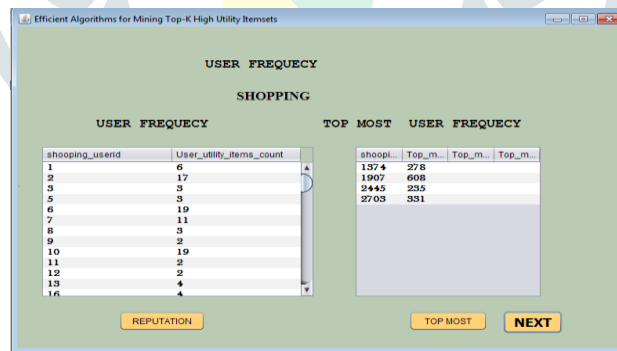 Efficient Algorithms for Mining Top-K High Utility Itemsets
USER FREQUECY
SHOPPING
USER FREQUECY
TOP MOST USER FREQUECY
shooping_userid User_utility_items_count
1 6
2 17
3 3
5 3
6 19
7 11
8 3
9 2
10 19
11 2
12 2
13 4
16 4
shoopi... Top_m... Top_m... Top_m...
1374 278
1907 608
2445 235
2703 331
REPUTATION
TOP MOST
NEXT